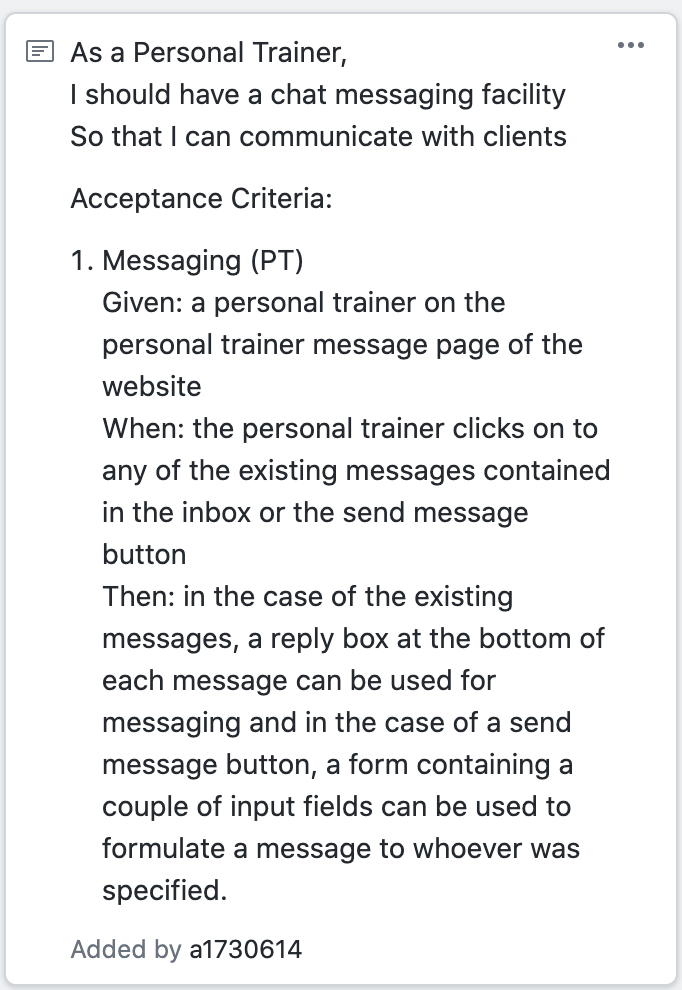 As a Personal Trainer,
I should have a chat messaging facility
So that I can communicate with clients
Acceptance Criteria:
1. Messaging (PT)
Given: a personal trainer on the
personal trainer message page of the
website
When: the personal trainer clicks on to
any of the existing messages contained
in the inbox or the send message
button
Then: in the case of the existing
messages, a reply box at the bottom of
each message can be used for
messaging and in the case of a send
message button, a form containing a
couple of input fields can be used to
formulate a message to whoever was
specified.
Added by a1730614